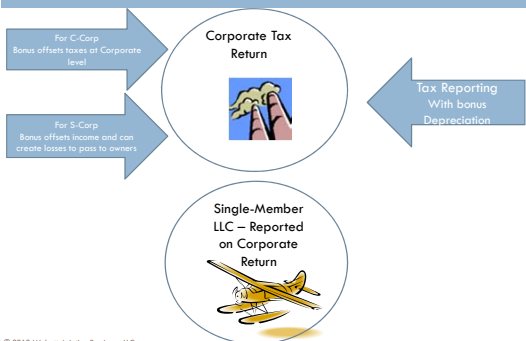 For C-Corp
Bonus offsets taxes at Corporate
level
Corporate Tax
Return
Tax Reporting
With bonus
Depreciation
For S-Corp
Bonus offsets income and can
create losses to pass to owners
Single-Member
LLC – Reported
on Corporate
Return